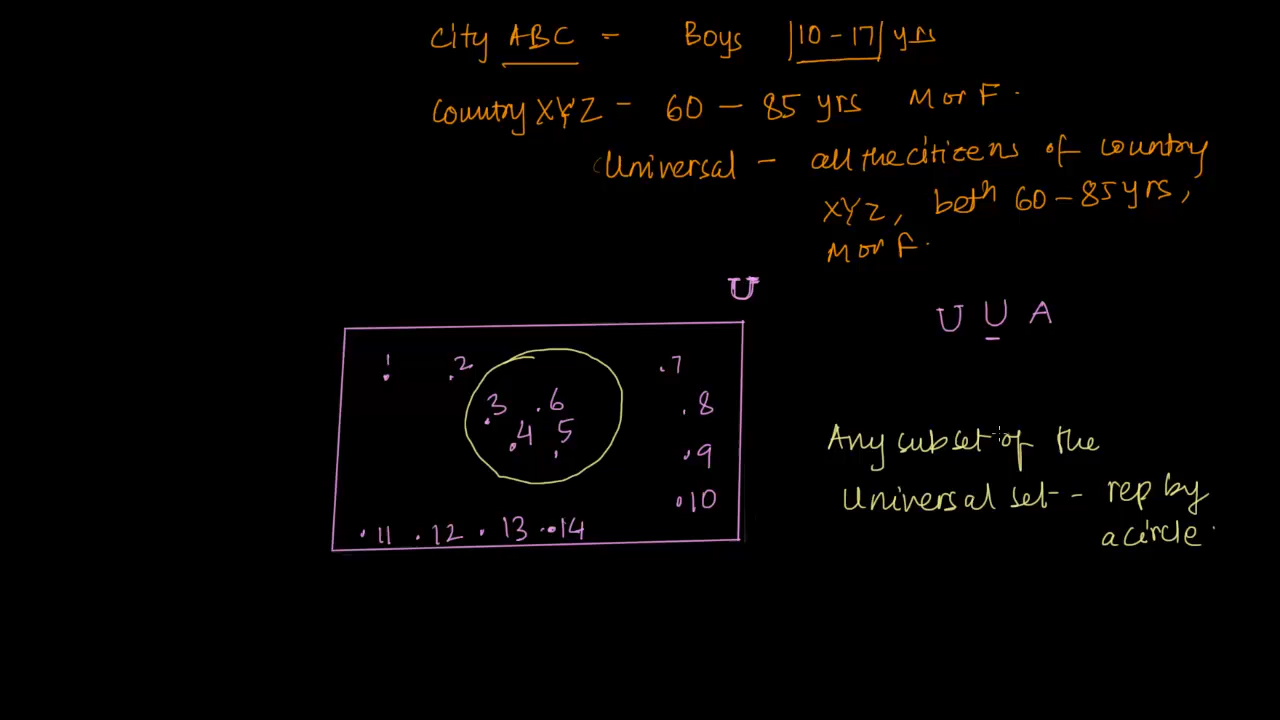 City ABC = Boys |10-17| yrs
Country XYZ - 60 - 85 yrs M or F.
Universal - all the citizens of country
XYZ, both 60-85 yrs,
M or F.
U
U U A
1 .2 .7
.3 .6 .8
.4 5
.9
.10
.11 .12 .13 .14
Any subset of the
Universal set - rep by
a circle.